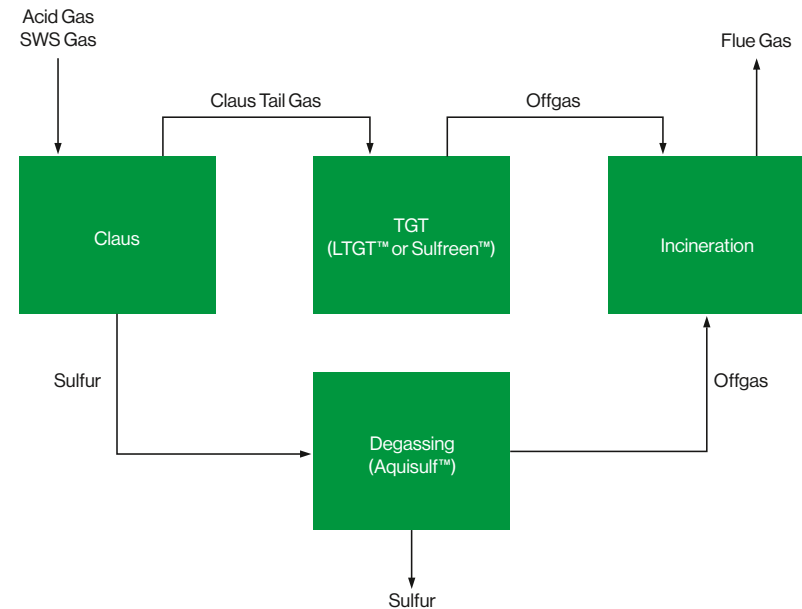 Acid Gas
SWS Gas
Flue Gas
Claus Tail Gas
Offgas
Claus
TGT
(LTGT™ or Sulfreen™)
Incineration
Sulfur
Offgas
Degassing
(Aquisulf™)
Sulfur